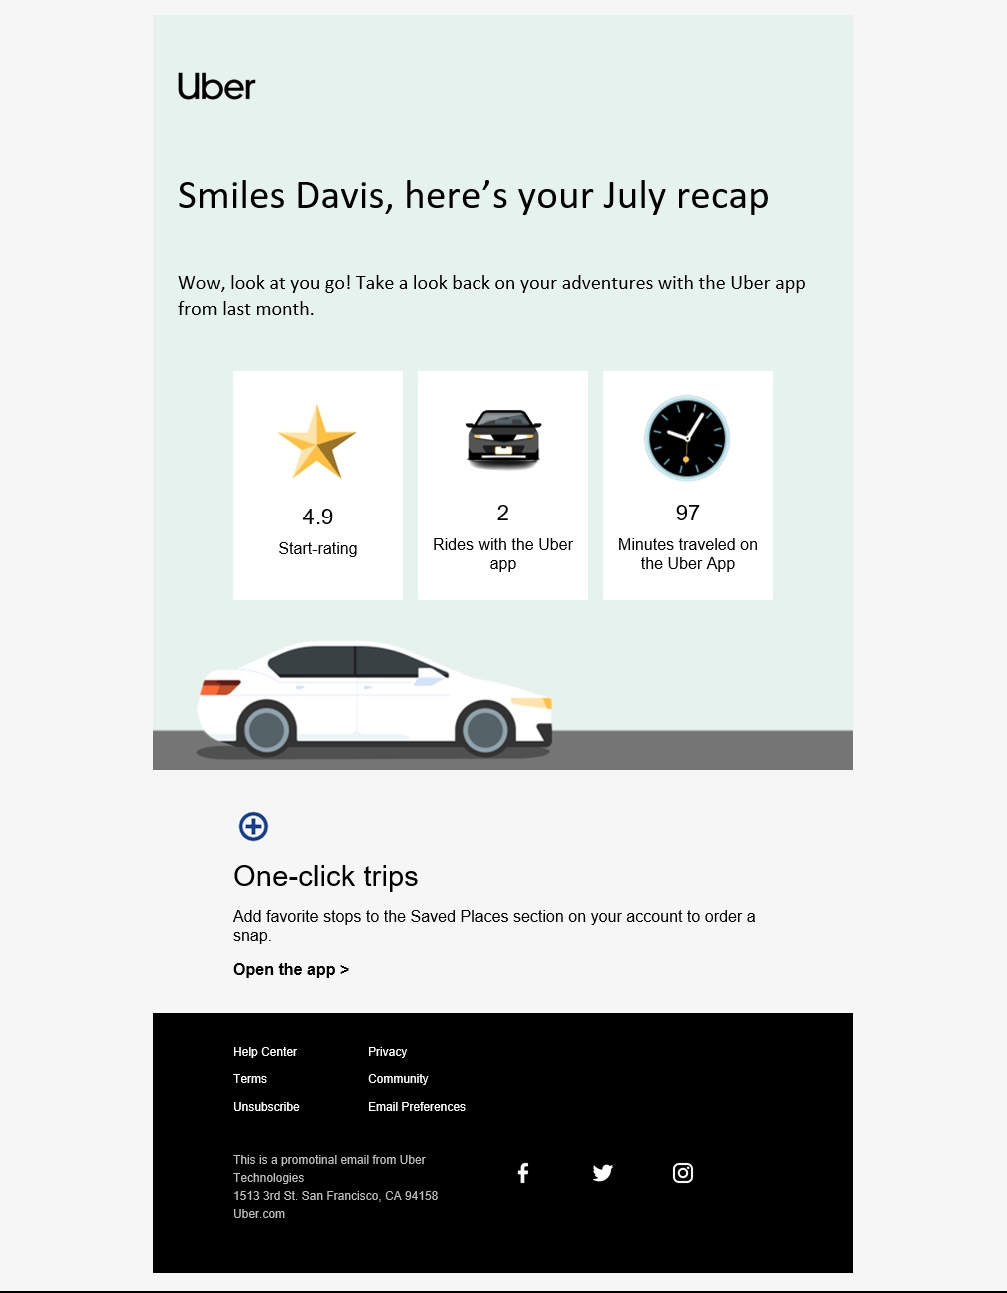 Uber
Smiles Davis, here’s your July recap
Wow, look at you go! Take a look back on your adventures with the Uber app
from last month.
4.9
Start-rating
2
Rides with the Uber
app
97
Minutes traveled on
the Uber App
One-click trips
Add favorite stops to the Saved Places section on your account to order a
snap.
Open the app >
Help Center
Privacy
Terms
Community
Unsubscribe
Email Preferences
This is a promotinal email from Uber
Technologies
1513 3rd St. San Francisco, CA 94158
Uber.com